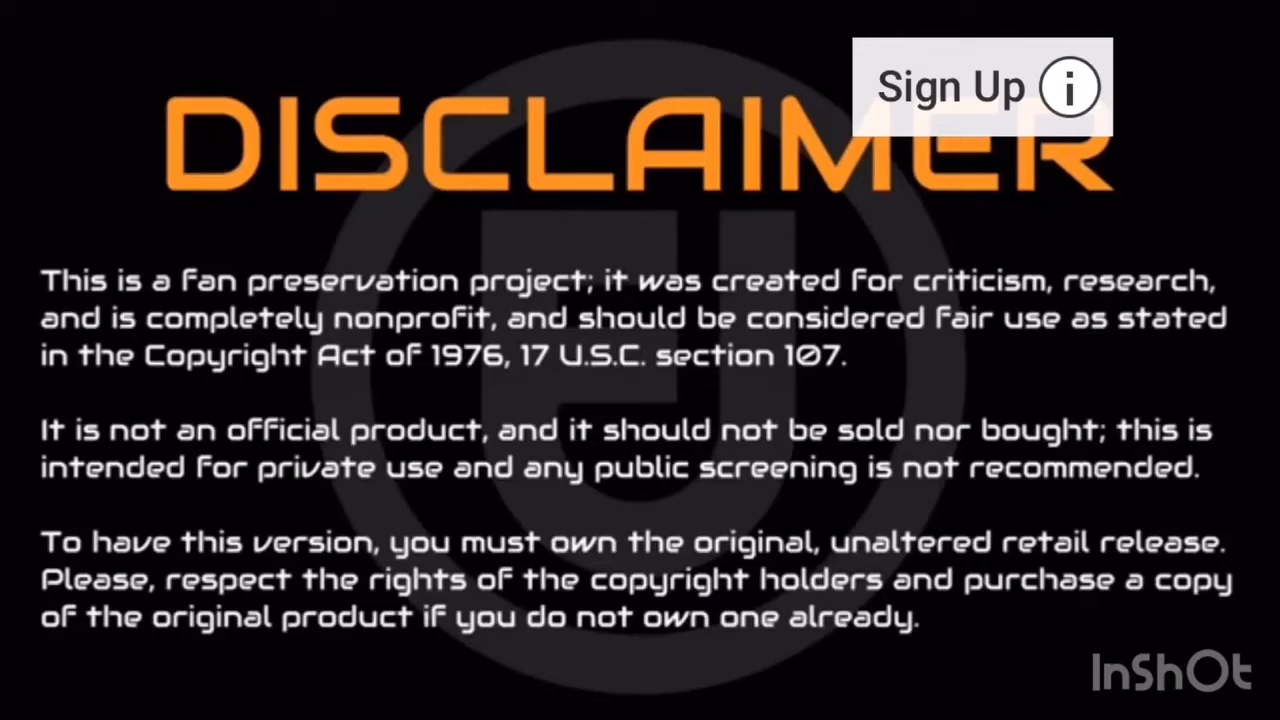 Sign Up i
DISCLAIMER
This is a fan preservation project; it was created for criticism, research,
and is completely nonprofit, and should be considered fair use as stated
in the Copyright Act of 1976, 17 U.S.C. section 107.
It is not an official product, and it should not be sold nor bought; this is
intended for private use and any public screening is not recommended.
To have this version, you must own the original, unaltered retail release.
Please, respect the rights of the copyright holders and purchase a copy
of the original product if you do not own one already.
InShOt